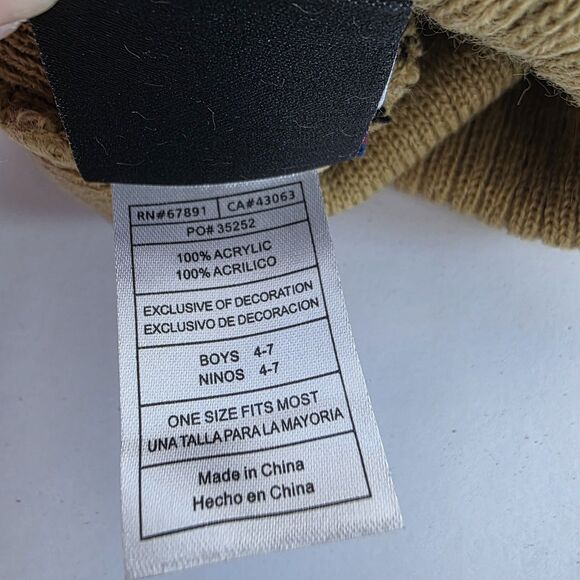 RN#67891 CA#43063
PO# 35252
100% ACRYLIC
100% ACRILICO
EXCLUSIVE OF DECORATION
EXCLUSIVO DE DECORACION
BOYS 4-7
NINOS 4-7
ONE SIZE FITS MOST
UNA TALLA PARA LA MAYORIA
Made in China
Hecho en China